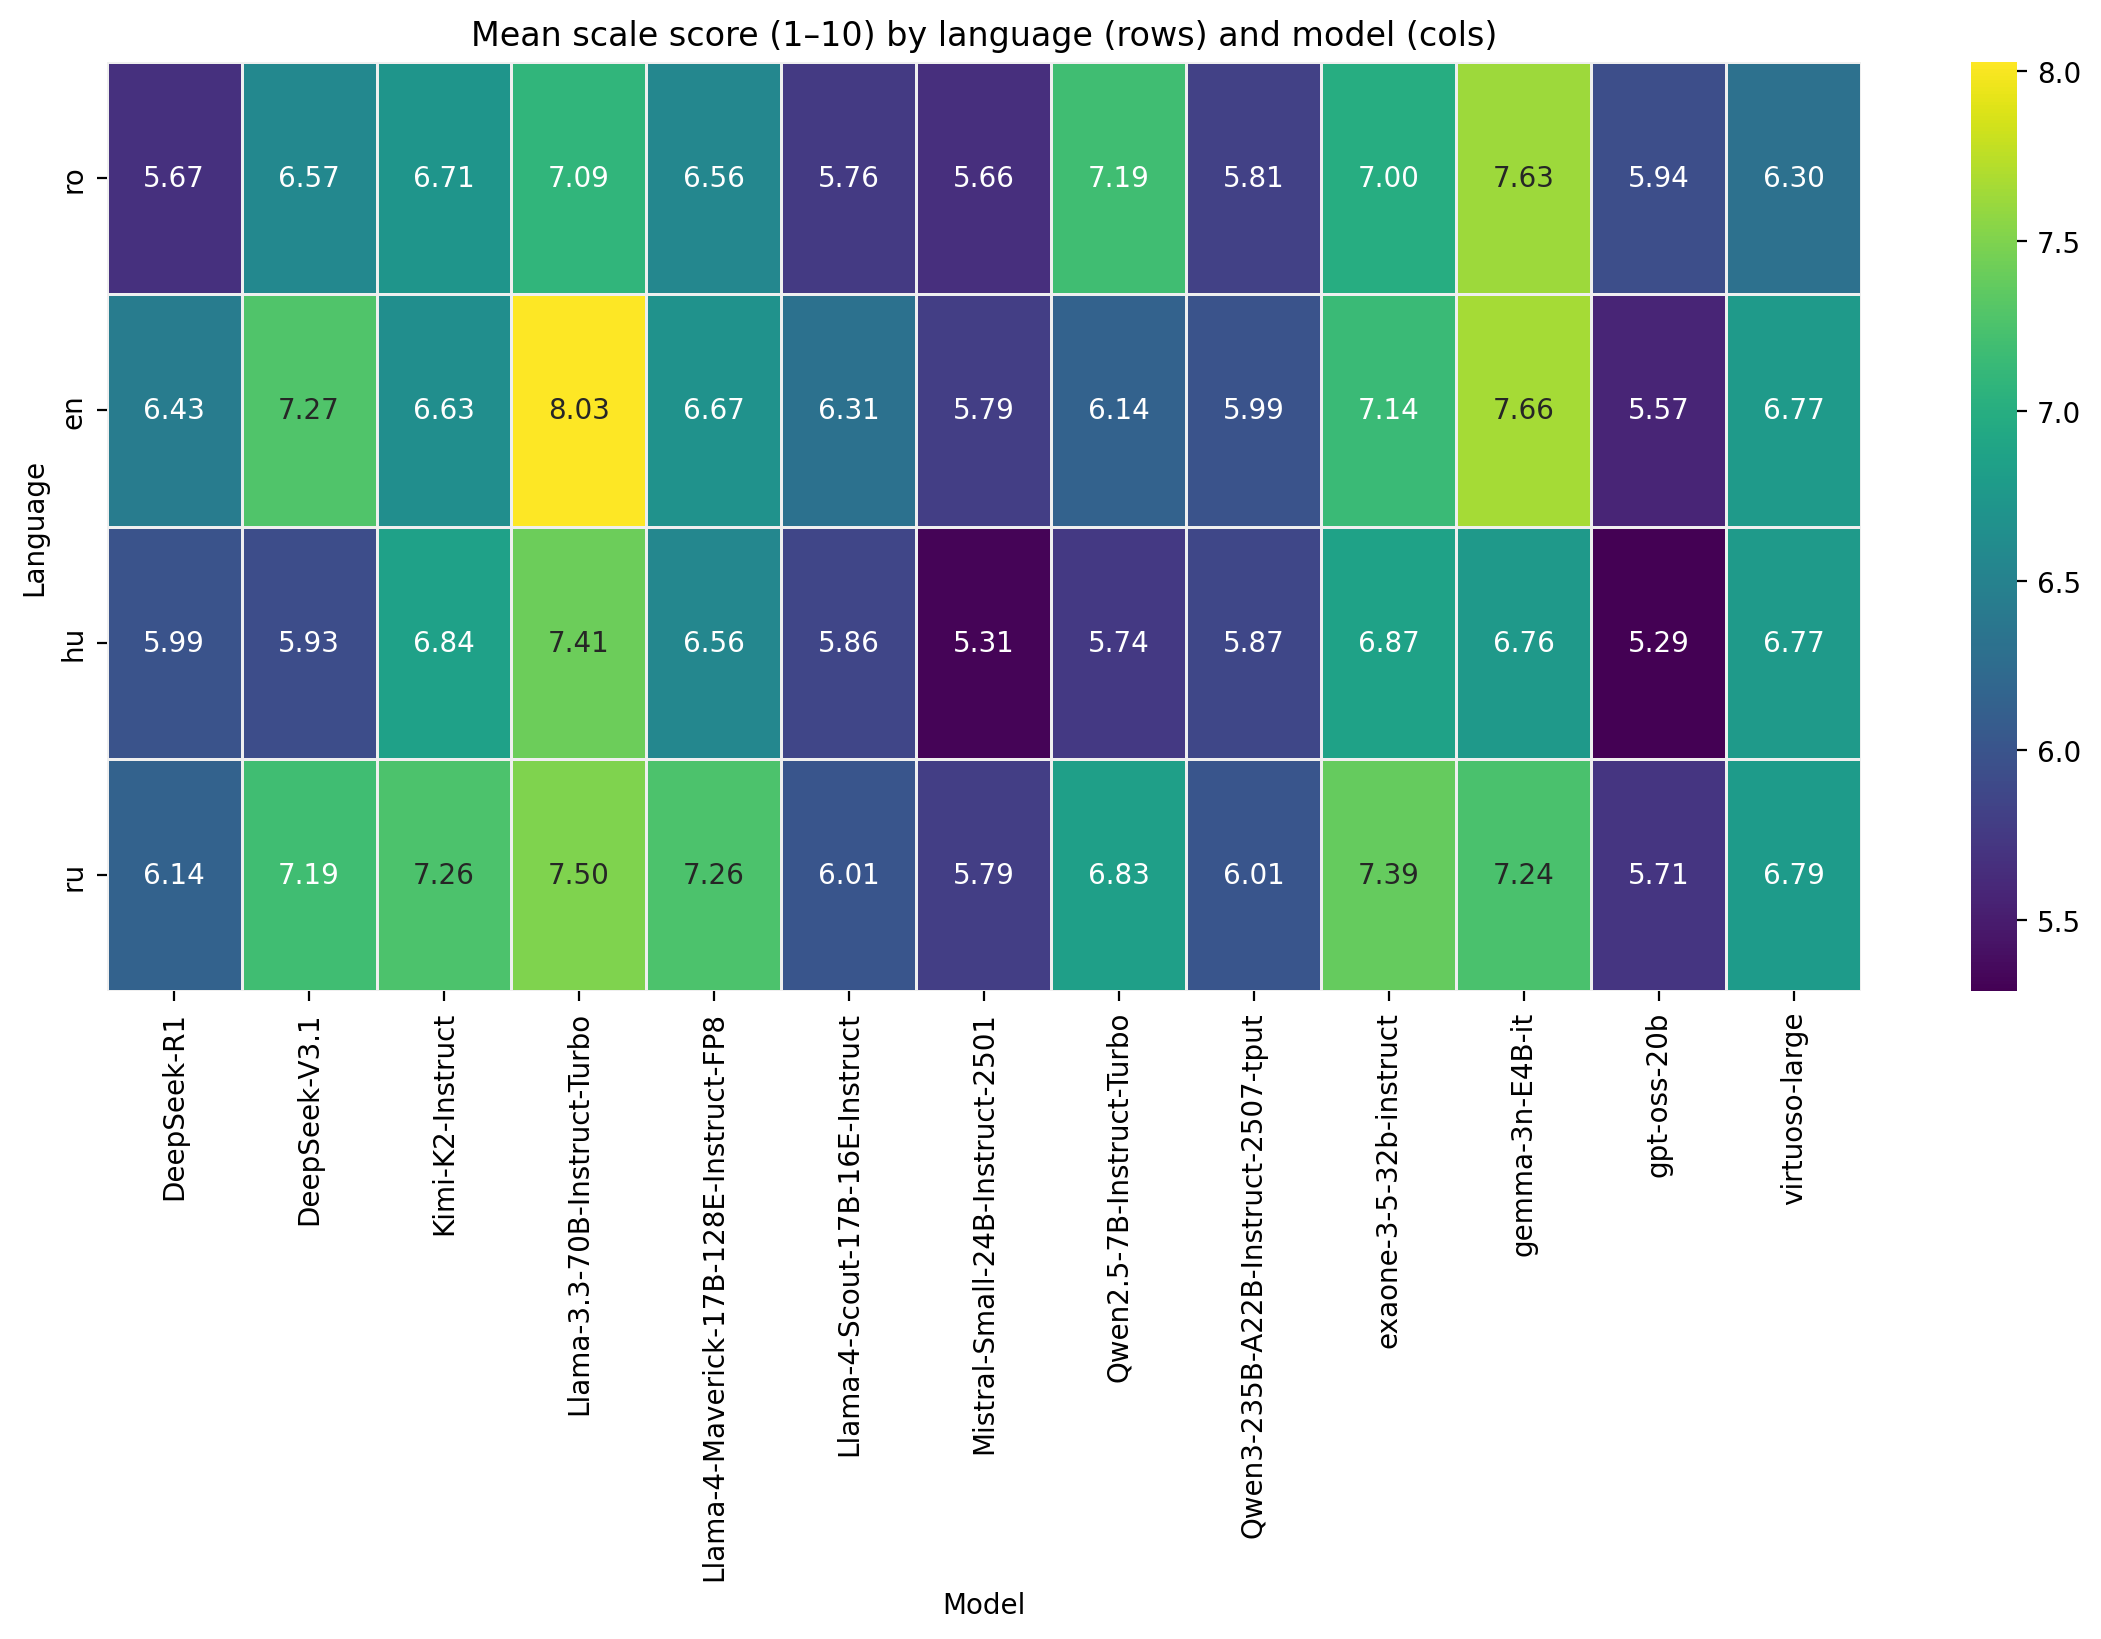 Mean scale score (1–10) by language (rows) and model (cols)
Language
ro
5.67 6.57 6.71 7.09 6.56 5.76 5.66 7.19 5.81 7.00 7.63 5.94 6.30
en
6.43 7.27 6.63 8.03 6.67 6.31 5.79 6.14 5.99 7.14 7.66 5.57 6.77
hu
5.99 5.93 6.84 7.41 6.56 5.86 5.31 5.74 5.87 6.87 6.76 5.29 6.77
ru
6.14 7.19 7.26 7.50 7.26 6.01 5.79 6.83 6.01 7.39 7.24 5.71 6.79
DeepSeek-R1
DeepSeek-V3.1
Kimi-K2-Instruct
Llama-3.3-70B-Instruct-Turbo
Llama-4-Maverick-17B-128E-Instruct-FP8
Llama-4-Scout-17B-16E-Instruct
Mistral-Small-24B-Instruct-2501
Qwen2.5-7B-Instruct-Turbo
Qwen3-235B-A22B-Instruct-2507-tput
exaone-3-5-32b-instruct
gemma-3n-E4B-it
gpt-oss-20b
virtuoso-large
Model
8.0
7.5
7.0
6.5
6.0
5.5